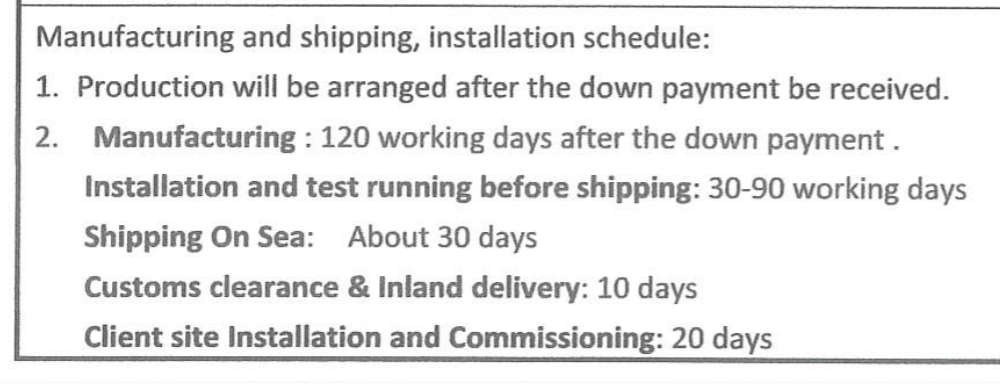 Manufacturing and shipping, installation schedule:
1. Production will be arranged after the down payment be received.
2. Manufacturing : 120 working days after the down payment .
Installation and test running before shipping: 30-90 working days
Shipping On Sea: About 30 days
Customs clearance & Inland delivery: 10 days
Client site Installation and Commissioning: 20 days